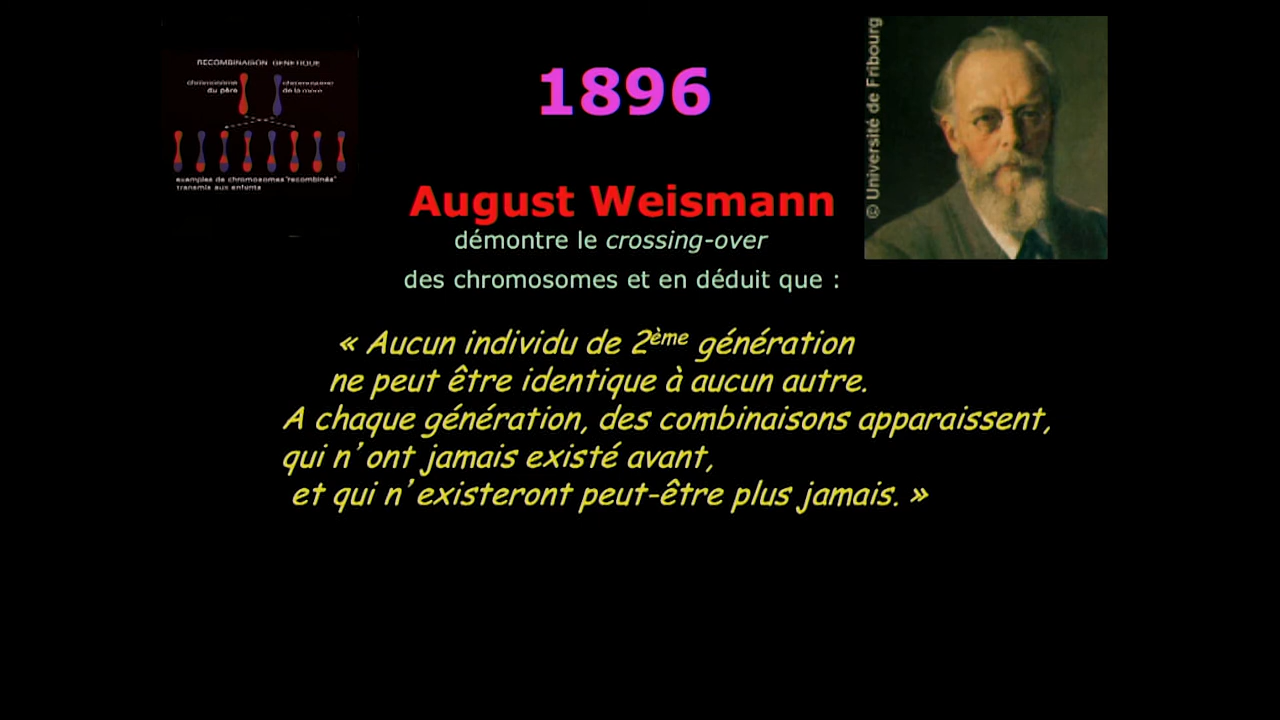 RECOMBINAISON GENETIQUE
chromosome
du père
chromosome
de la mère
exemples de chromosomes "recombinés"
transmis aux enfants
1896
© Université de Fribourg
August Weismann
démontre le crossing-over
des chromosomes et en déduit que :
« Aucun individu de 2ème génération
ne peut être identique à aucun autre.
A chaque génération, des combinaisons apparaissent,
qui n’ont jamais existé avant,
et qui n’existeront peut-être plus jamais. »